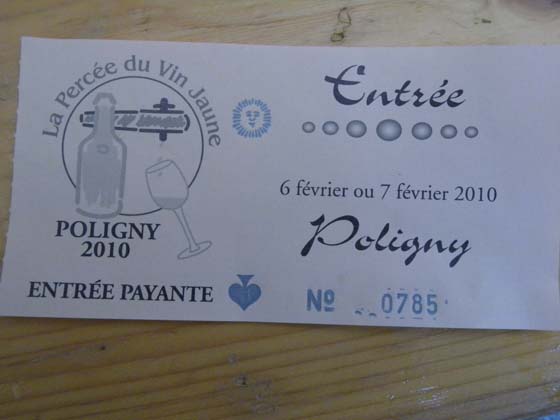 La Percée du Vin Jaune
POLIGNY
2010
ENTRÉE PAYANTE
Entrée
6 février ou 7 février 2010
Poligny
Nº 0785